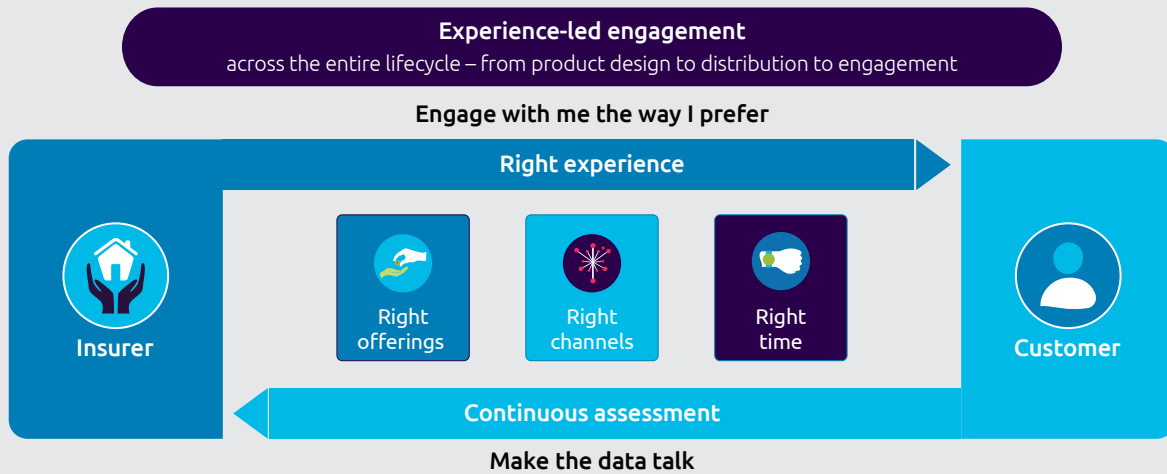 Experience-led engagement
across the entire lifecycle – from product design to distribution to engagement
Engage with me the way I prefer
Right experience
Insurer
Right
offerings
Right
channels
Right
time
Customer
Continuous assessment
Make the data talk